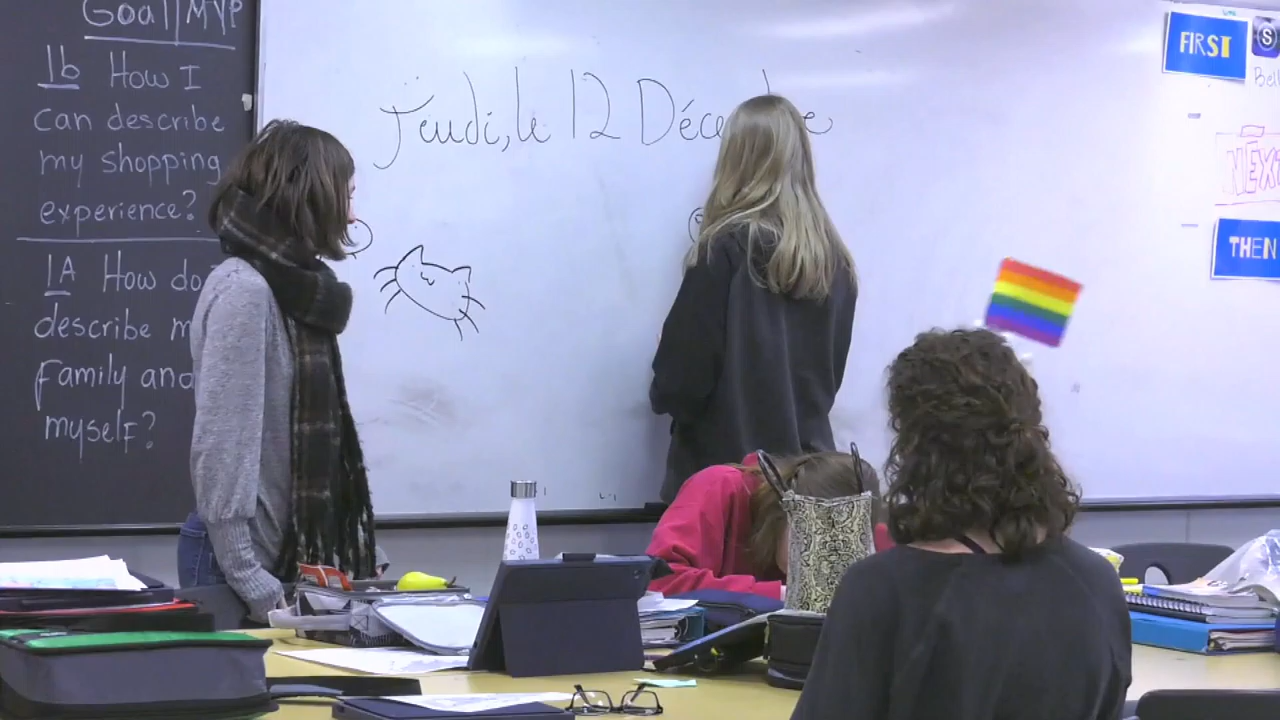 Goal/MYP
1b How I
can describe
my shopping
experience?
1A How do
describe
Family and
myself?
jeudi, le 12
FIRST
S
NEXT
THEN